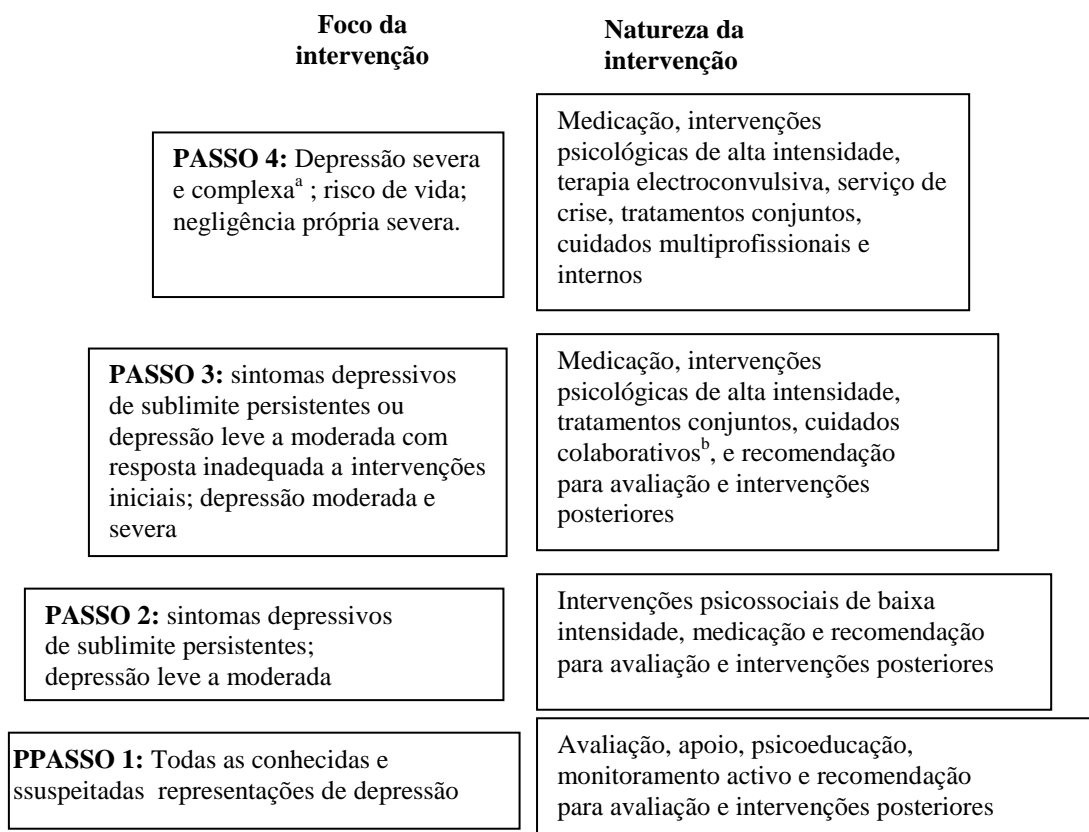 Foco da
intervenção
Natureza da
intervenção
PASSO 4: Depressão severa
e complexaᵃ ; risco de vida;
negligência própria severa.
Medicação, intervenções
psicológicas de alta intensidade,
terapia electroconvulsiva, serviço de
crise, tratamentos conjuntos,
cuidados multiprofissionais e
internos
PASSO 3: sintomas depressivos
de sublimite persistentes ou
depressão leve a moderada com
resposta inadequada a intervenções
iniciais; depressão moderada e
severa
Medicação, intervenções
psicológicas de alta intensidade,
tratamentos conjuntos, cuidados
colaborativosᵇ, e recomendação
para avaliação e intervenções
posteriores
PASSO 2: sintomas depressivos
de sublimite persistentes;
depressão leve a moderada
Intervenções psicossociais de baixa
intensidade, medicação e recomendação
para avaliação e intervenções posteriores
PPASSO 1: Todas as conhecidas e
ssuspeitadas representações de depressão
Avaliação, apoio, psicoeducação,
monitoramento activo e recomendação
para avaliação e intervenções posteriores